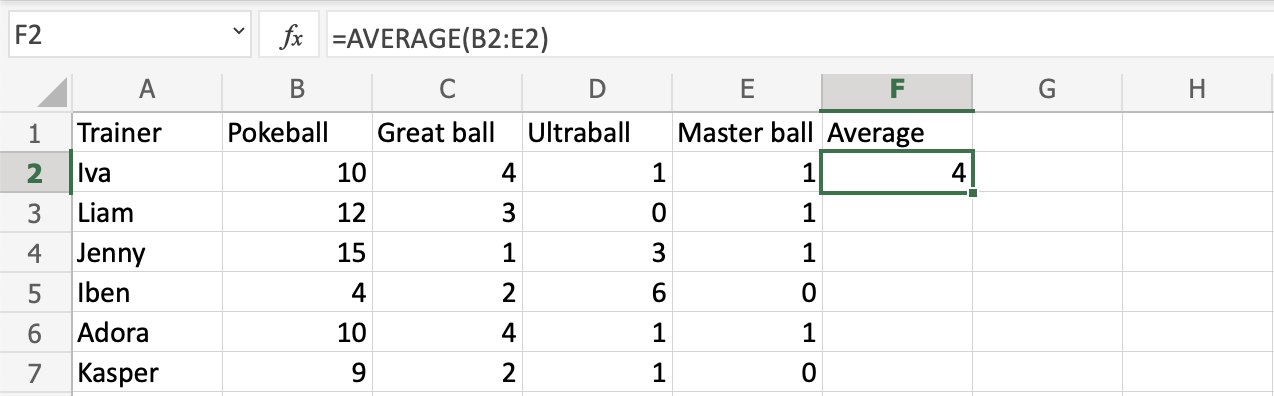 F2 fx =AVERAGE(B2:E2)
A B C D E F G H
1 Trainer Pokeball Great ball Ultraball Master ball Average
2 Iva 10 4 1 1 4
3 Liam 12 3 0 1
4 Jenny 15 1 3 1
5 Iben 4 2 6 0
6 Adora 10 4 1 1
7 Kasper 9 2 1 0